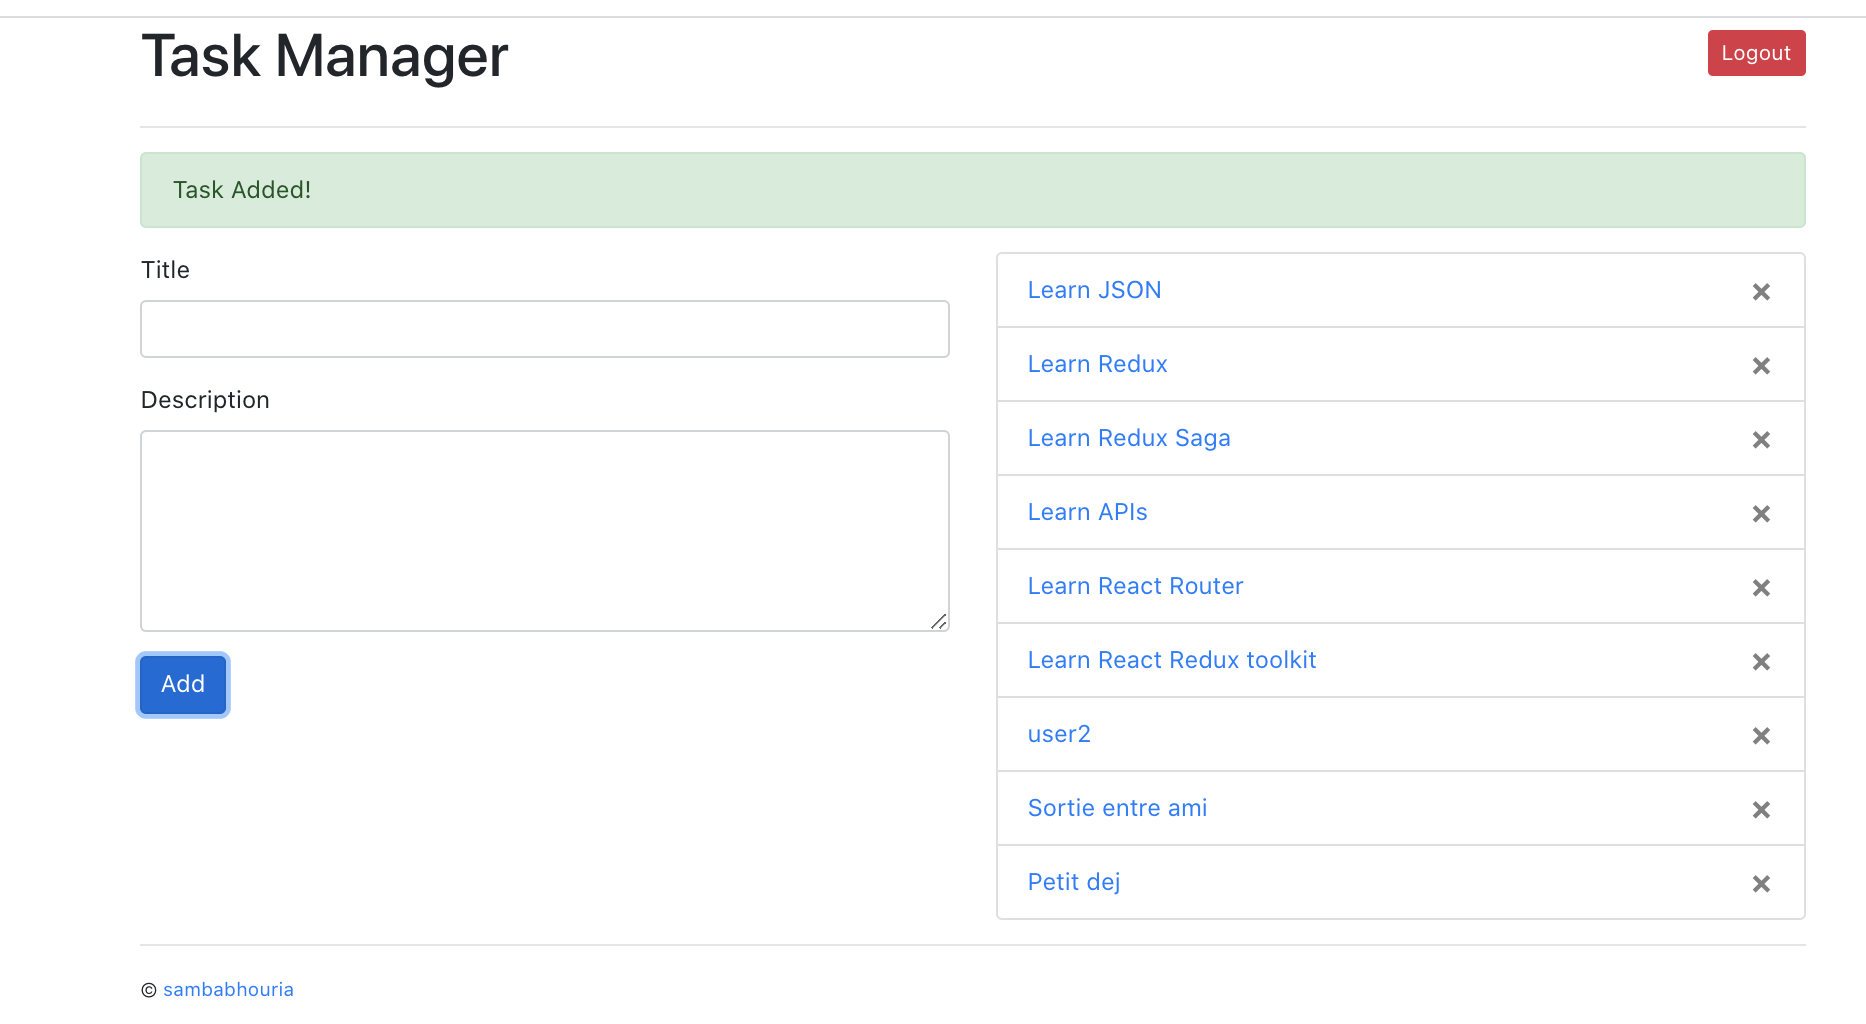 Task Manager
Logout
Task Added!
Title
Description
Add
Learn JSON
Learn Redux
Learn Redux Saga
Learn APIs
Learn React Router
Learn React Redux toolkit
user2
Sortie entre ami
Petit dej
© sambabhouria